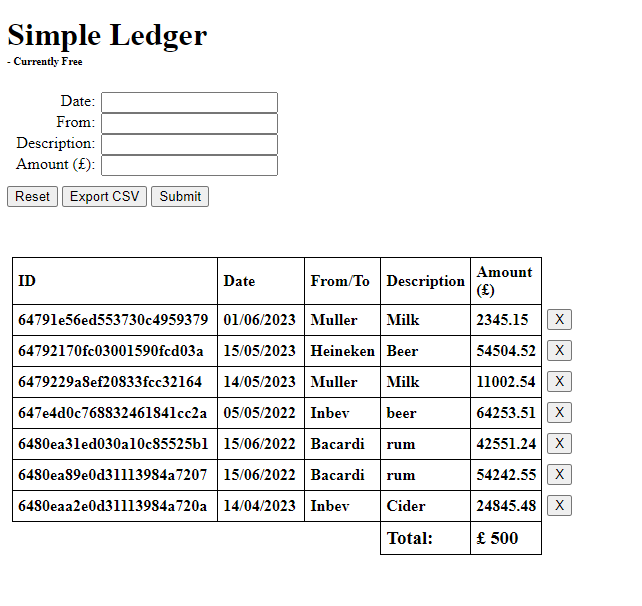 Simple Ledger
- Currently Free
Date:
From:
Description:
Amount (£):
Reset Export CSV Submit
ID Date From/To Description Amount (£)
64791e56ed553730c4959379 01/06/2023 Muller Milk 2345.15 X
64792170fc03001590fcd03a 15/05/2023 Heineken Beer 54504.52 X
6479229a8ef20833fcc32164 14/05/2023 Muller Milk 11002.54 X
647e4d0c768832461841cc2a 05/05/2022 Inbev beer 64253.51 X
6480ea31ed030a10c85525b1 15/06/2022 Bacardi rum 42551.24 X
6480ea89e0d31113984a7207 15/06/2022 Bacardi rum 54242.55 X
6480eaa2e0d31113984a720a 14/04/2023 Inbev Cider 24845.48 X
Total: £ 500